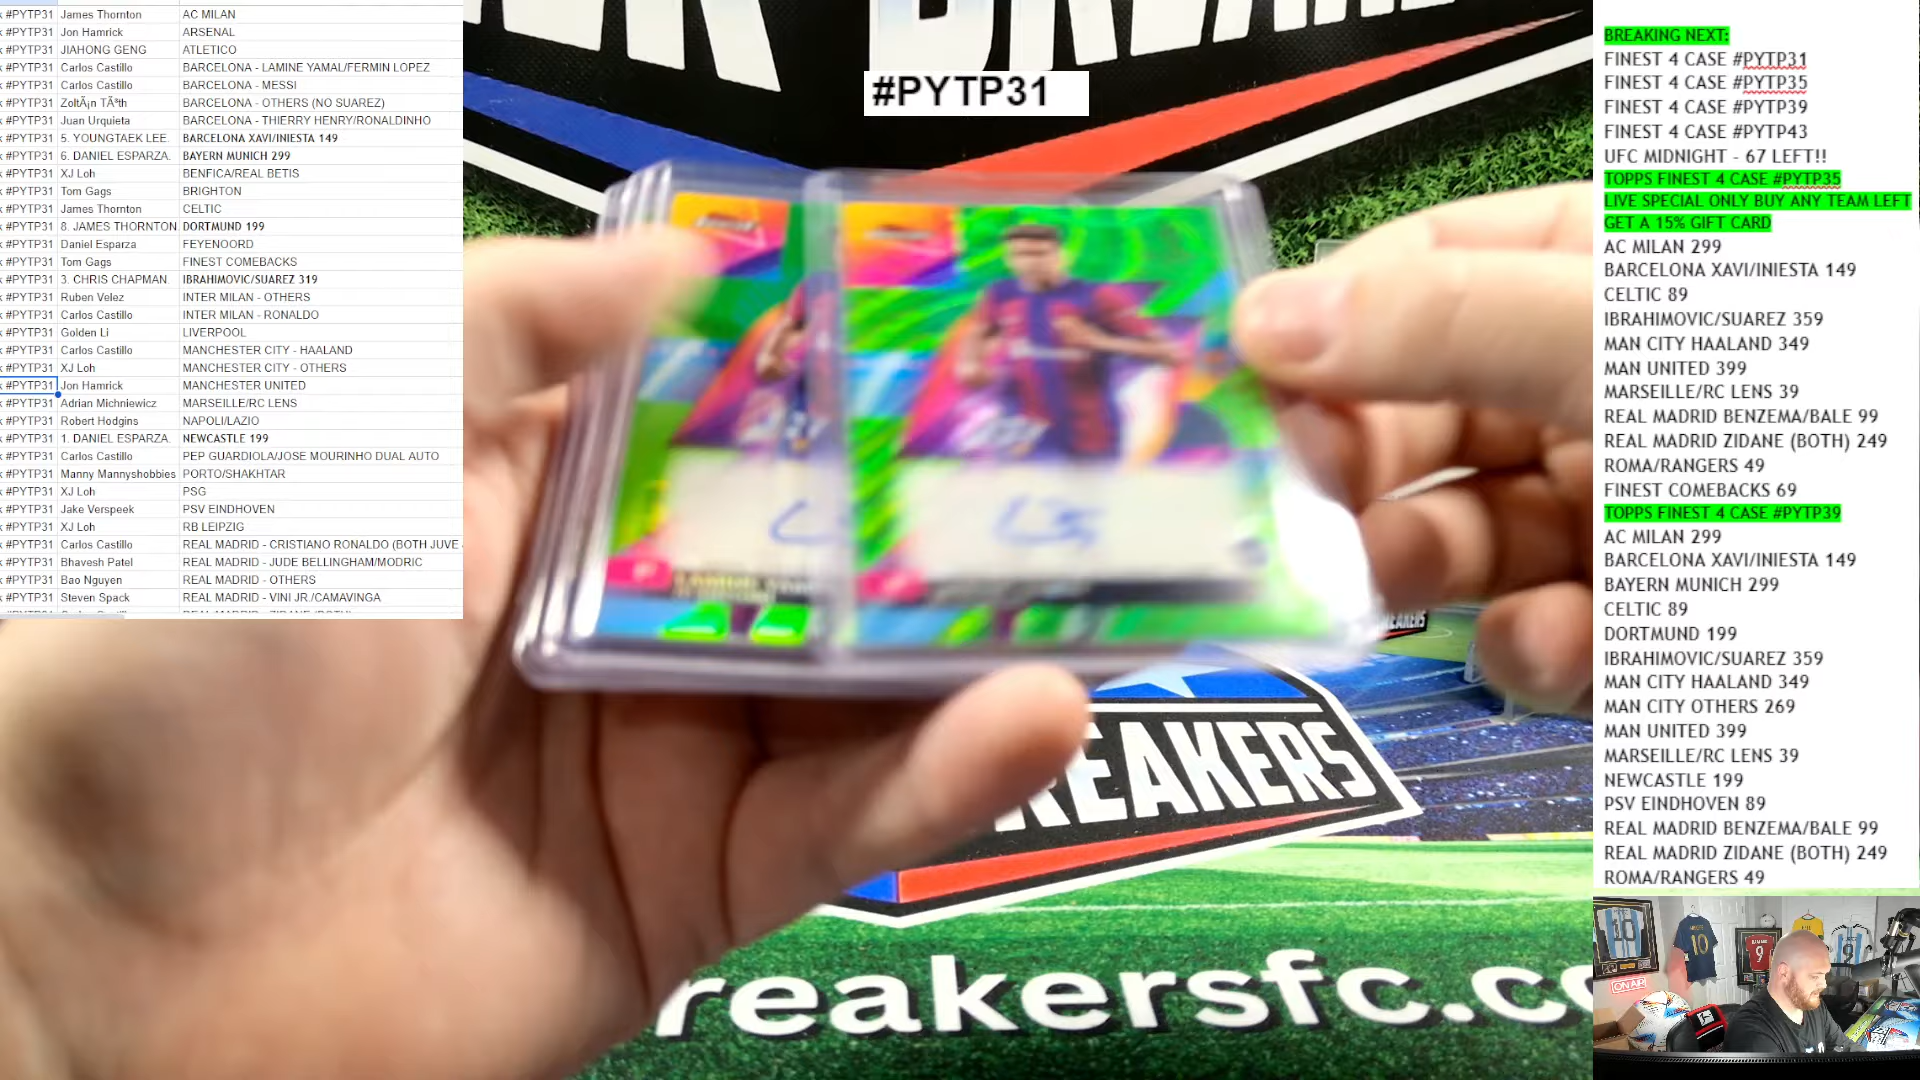 #PYTP31 James Thornton AC MILAN
#PYTP31 Jon Hamrick ARSENAL
#PYTP31 JIAHONG GENG ATLETICO
#PYTP31 Carlos Castillo BARCELONA - LAMINE YAMAL/FERMIN LOPEZ
#PYTP31 Carlos Castillo BARCELONA - MESSI
#PYTP31 ZoltÃ¡n TÃ³th BARCELONA - OTHERS (NO SUAREZ)
#PYTP31 Juan Urquieta BARCELONA - THIERRY HENRY/RONALDINHO
#PYTP31 5. YOUNGTAEK LEE. BARCELONA XAVI/INIESTA 149
#PYTP31 6. DANIEL ESPARZA. BAYERN MUNICH 299
#PYTP31 XJ Loh BENFICA/REAL BETIS
#PYTP31 Tom Gags BRIGHTON
#PYTP31 James Thornton CELTIC
#PYTP31 8. JAMES THORNTON. DORTMUND 199
#PYTP31 Daniel Esparza FEYENOORD
#PYTP31 Tom Gags FINEST COMEBACKS
#PYTP31 3. CHRIS CHAPMAN. IBRAHIMOVIC/SUAREZ 319
#PYTP31 Ruben Velez INTER MILAN - OTHERS
#PYTP31 Carlos Castillo INTER MILAN - RONALDO
#PYTP31 Golden Li LIVERPOOL
#PYTP31 Carlos Castillo MANCHESTER CITY - HAALAND
#PYTP31 XJ Loh MANCHESTER CITY - OTHERS
#PYTP31 Jon Hamrick MANCHESTER UNITED
#PYTP31 Adrian Michniewicz MARSEILLE/RC LENS
#PYTP31 Robert Hodgins NAPOLI/LAZIO
#PYTP31 1. DANIEL ESPARZA. NEWCASTLE 199
#PYTP31 Carlos Castillo PEP GUARDIOLA/JOSE MOURINHO DUAL AUTO
#PYTP31 Manny Mannyshobbies PORTO/SHAKHTAR
#PYTP31 XJ Loh PSG
#PYTP31 Jake Verspeek PSV EINDHOVEN
#PYTP31 XJ Loh RB LEIPZIG
#PYTP31 Carlos Castillo REAL MADRID - CRISTIANO RONALDO (BOTH JUVE
#PYTP31 Bhavesh Patel REAL MADRID - JUDE BELLINGHAM/MODRIC
#PYTP31 Bao Nguyen REAL MADRID - OTHERS
#PYTP31 Steven Spack REAL MADRID - VINI JR./CAMAVINGA
#PYTP31
REAKERS
reakersfc.co
BREAKING NEXT:
FINEST 4 CASE #PYTP31
FINEST 4 CASE #PYTP35
FINEST 4 CASE #PYTP39
FINEST 4 CASE #PYTP43
UFC MIDNIGHT - 67 LEFT!!
TOPPS FINEST 4 CASE #PYTP35
LIVE SPECIAL ONLY BUY ANY TEAM LEFT
GET A 15% GIFT CARD
AC MILAN 299
BARCELONA XAVI/INIESTA 149
CELTIC 89
IBRAHIMOVIC/SUAREZ 359
MAN CITY HAALAND 349
MAN UNITED 399
MARSEILLE/RC LENS 39
REAL MADRID BENZEMA/BALE 99
REAL MADRID ZIDANE (BOTH) 249
ROMA/RANGERS 49
FINEST COMEBACKS 69
TOPPS FINEST 4 CASE #PYTP39
AC MILAN 299
BARCELONA XAVI/INIESTA 149
BAYERN MUNICH 299
CELTIC 89
DORTMUND 199
IBRAHIMOVIC/SUAREZ 359
MAN CITY HAALAND 349
MAN CITY OTHERS 269
MAN UNITED 399
MARSEILLE/RC LENS 39
NEWCASTLE 199
PSV EINDHOVEN 89
REAL MADRID BENZEMA/BALE 99
REAL MADRID ZIDANE (BOTH) 249
ROMA/RANGERS 49
ON AIR